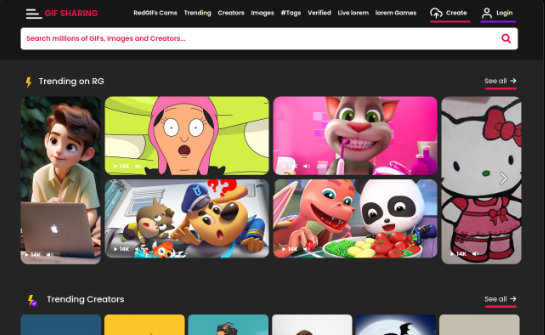 GIF SHARING
RedGIFs Cams Trending Creators Images #Tags Verified Live lorem lorem Games Create Login
Search millions of GIFs, Images and Creators...
Trending on RG See all →
14K
14K
14K
14K
14K
14K
Trending Creators See all →